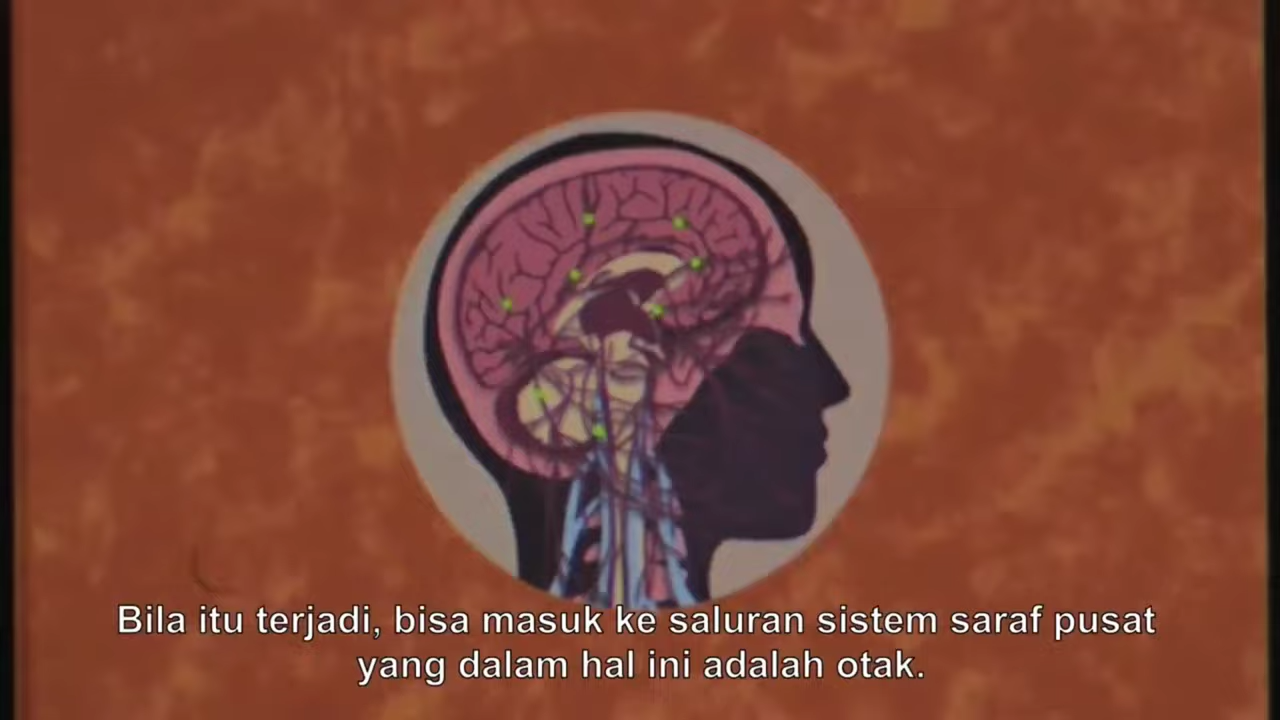 Bila itu terjadi, bisa masuk ke saluran sistem saraf pusat
yang dalam hal ini adalah otak.